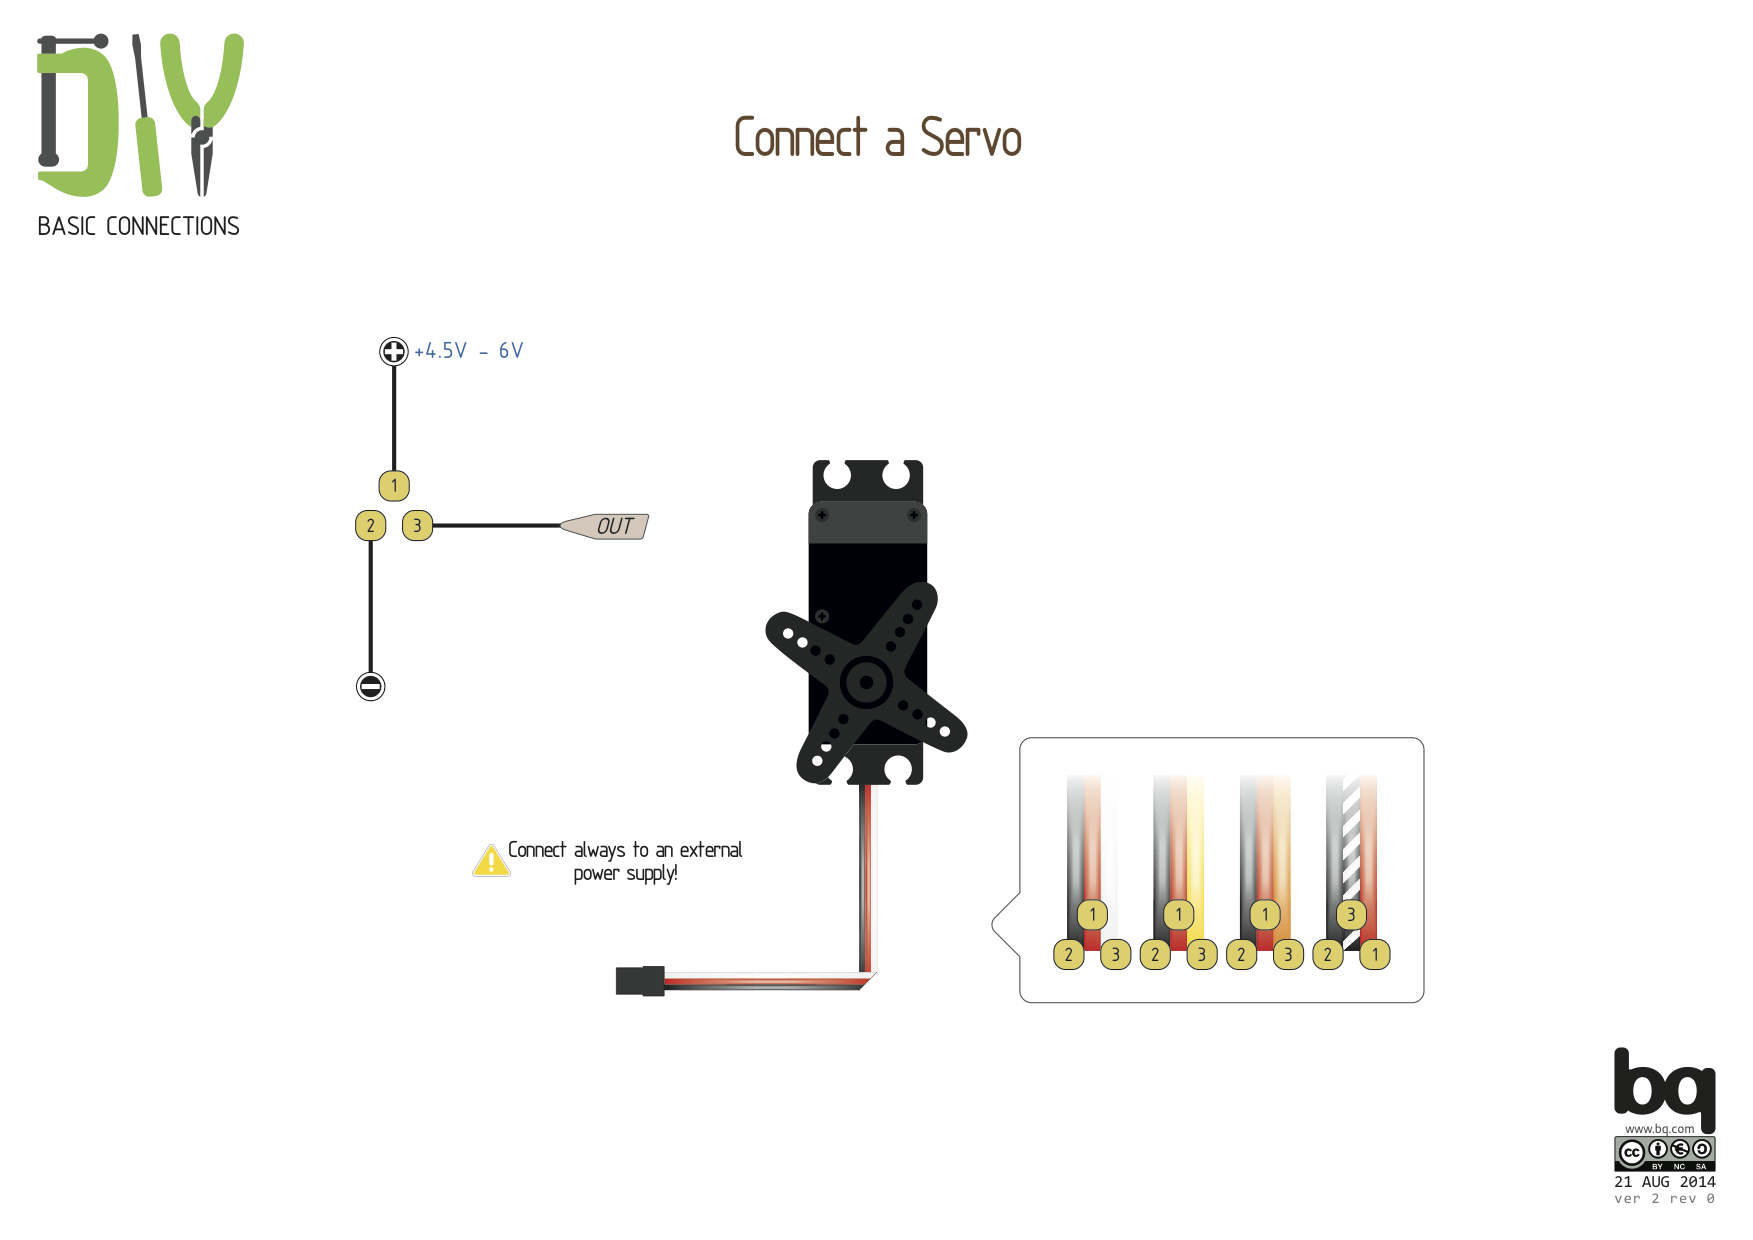 DIY
BASIC CONNECTIONS
Connect a Servo
+4.5V - 6V
1
2 3 OUT
Connect always to an external
power supply!
1 1 1 3
2 3 2 3 2 3 2 1
bq
www.bq.com
cc
BY NC SA
21 AUG 2014
ver 2 rev 0